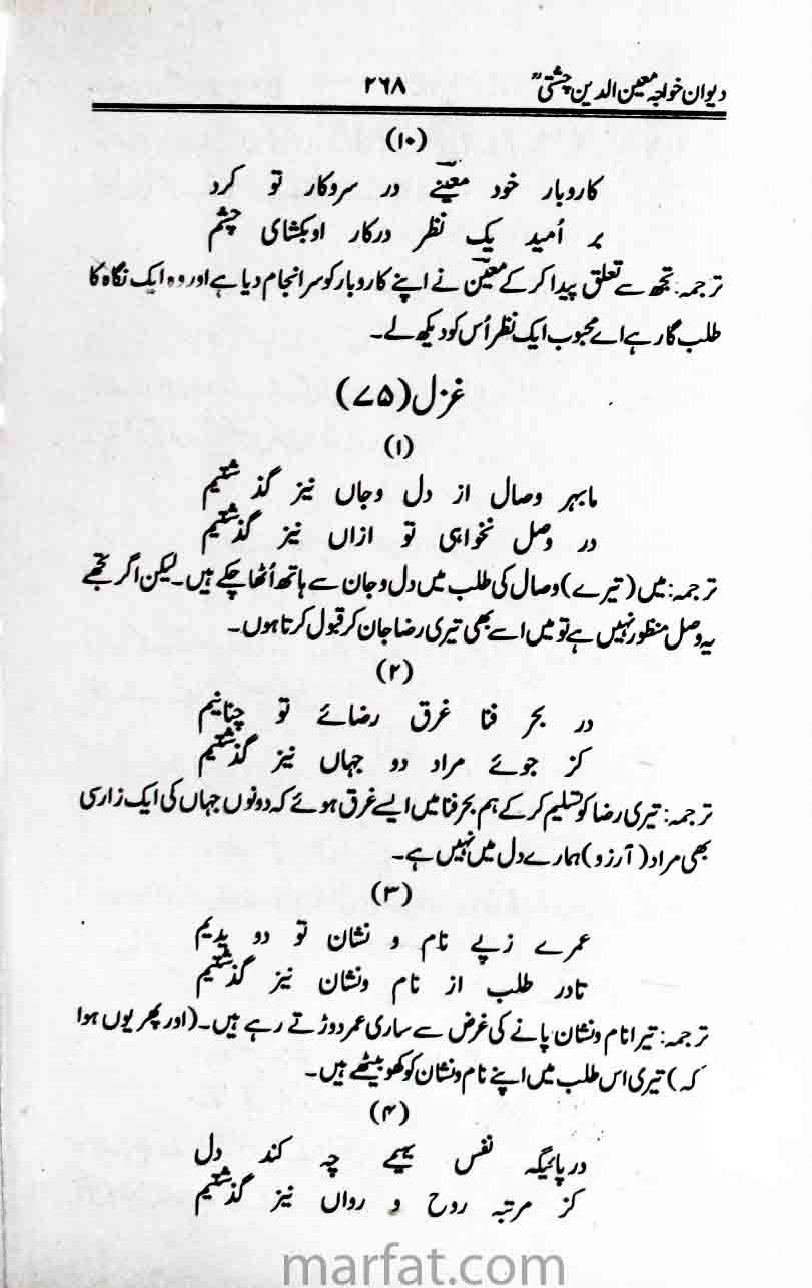 دیوان خواجہ معین الدین چشتیؒ ۲۶۸
(۱۰)
کاروبار خود معینؔے در سروکار تو کرد
بر اُمید یک نظر درکار اوبکشای چشم
ترجمہ: تجھ سے تعلق پیدا کر کے معینؔ نے اپنے کاروبار کو سرانجام دیا ہے اور وہ ایک نگاہ کا
طلب گار ہے اے محبوب ایک نظر اُس کو دیکھ لے۔
غزل (۷۵)
(۱)
مابہر وصال از دل وجاں نیز گذشتیم
در وصل نخواہی تو ازاں نیز گذشتیم
ترجمہ: میں (تیرے) وصال کی طلب میں دل و جان سے ہاتھ اُٹھا چکے ہیں۔ لیکن اگر تجھے
یہ وصل منظور نہیں ہے تو میں اسے بھی تیری رضا جان کر قبول کرتا ہوں۔
(۲)
در بحر فنا غرق رضائے تو چنانیم
کز جوئے مراد دو جہاں نیز گذشتیم
ترجمہ: تیری رضا کو تسلیم کر کے ہم بحر فنا میں ایسے غرق ہوئے کہ دونوں جہاں کی ایک زارسی
بھی مراد (آرزو) ہمارے دل میں نہیں ہے۔
(۳)
عمرے زپے نام و نشان تو دو یدیم
تادر طلب از نام ونشان نیز گذشتیم
ترجمہ: تیرا نام ونشان پانے کی غرض سے ساری عمر دوڑتے رہے ہیں۔ (اور پھر یوں ہوا
کہ) تیری اس طلب میں اپنے نام ونشان کو کھو بیٹھے ہیں۔
(۴)
درپائیگہ نفس چہ کند دل
کز مرتبہ روح و رواں نیز گذشتیم
marfat.com